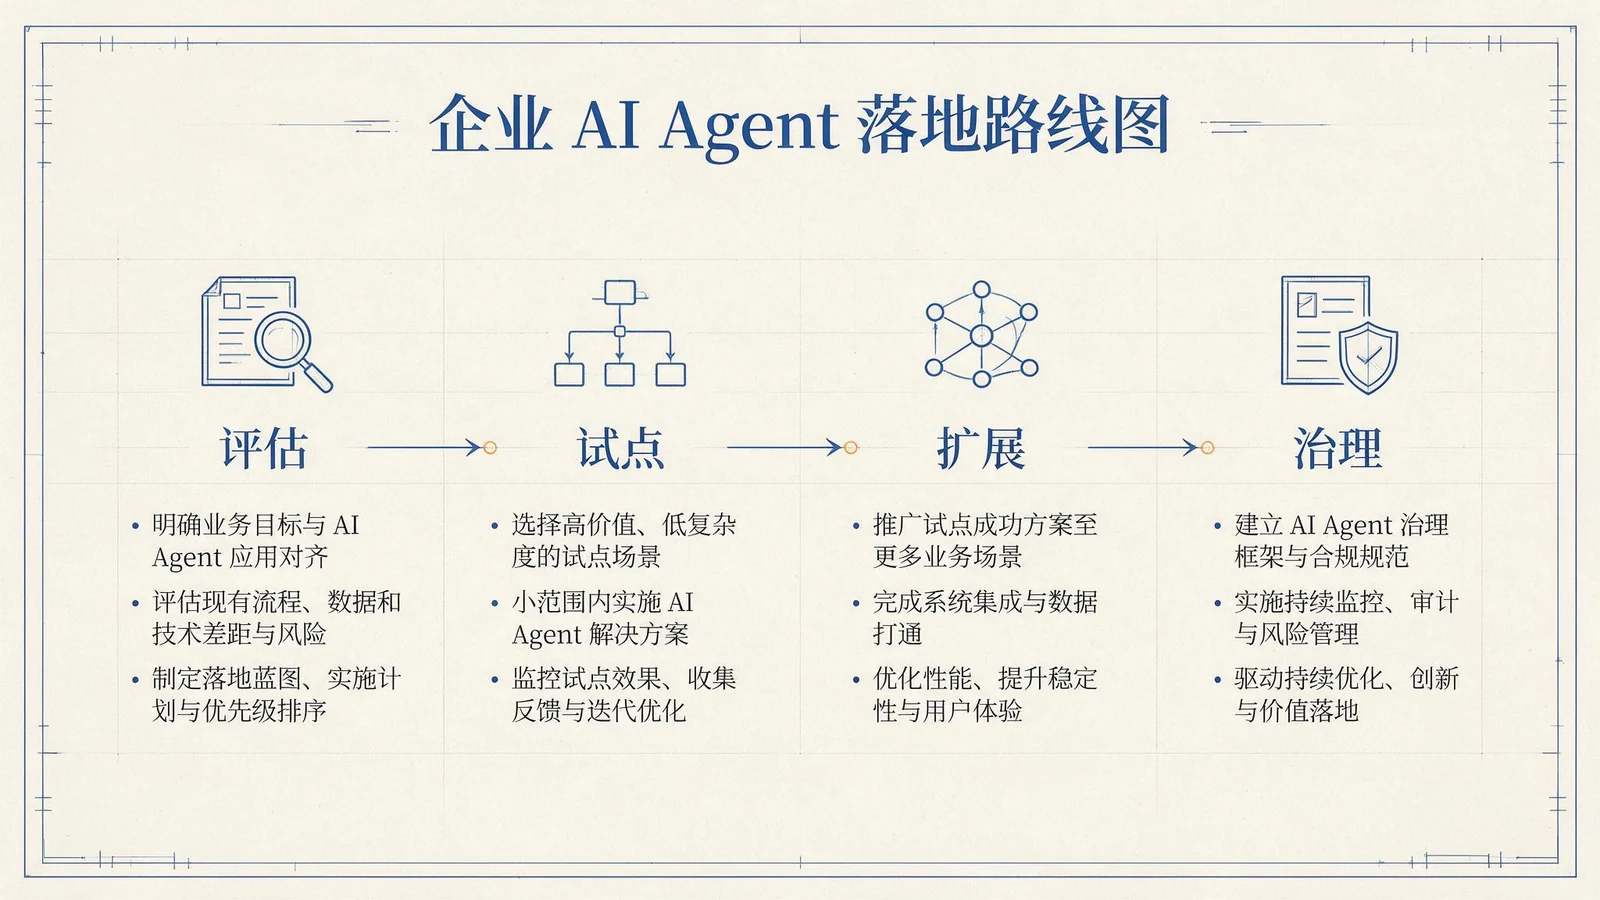 企业 AI Agent 落地路线图
评估
• 明确业务目标与 AI
Agent 应用对齐
• 评估现有流程、数据和
技术差距与风险
• 制定落地蓝图、实施计
划与优先级排序
试点
• 选择高价值、低复杂
度的试点场景
• 小范围内实施 AI
Agent 解决方案
• 监控试点效果、收集
反馈与迭代优化
扩展
• 推广试点成功方案至
更多业务场景
• 完成系统集成与数据
打通
• 优化性能、提升稳定
性与用户体验
治理
• 建立 AI Agent 治理
框架与合规规范
• 实施持续监控、审计
与风险管理
• 驱动持续优化、创新
与价值落地